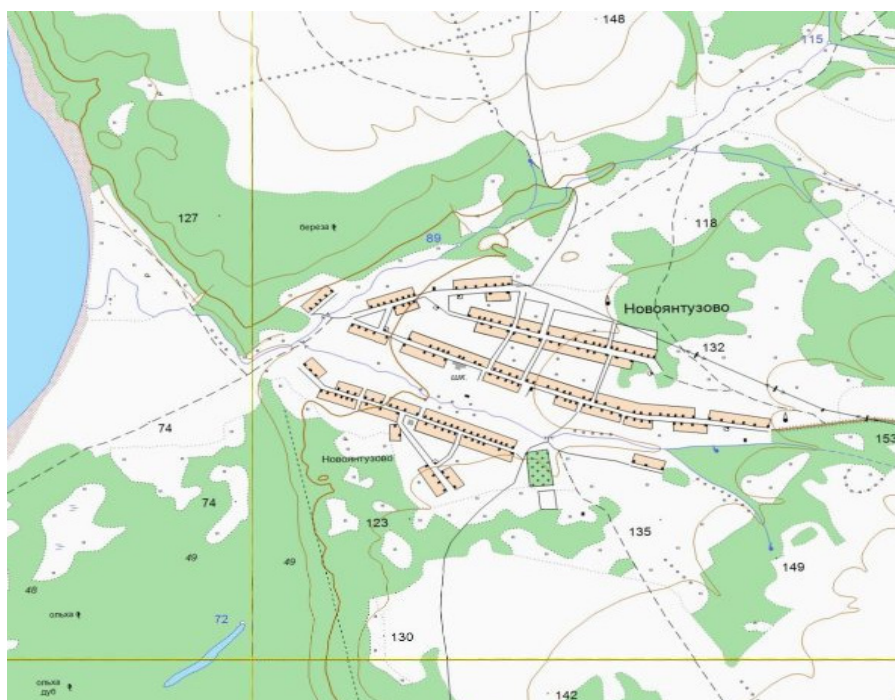 148
115
127
береза
118
89
Новоянтузово
132
шк.
74
153
Новоянтузово
74
123
135
49
49
149
48
ольха
72
130
ольха
дуб
142